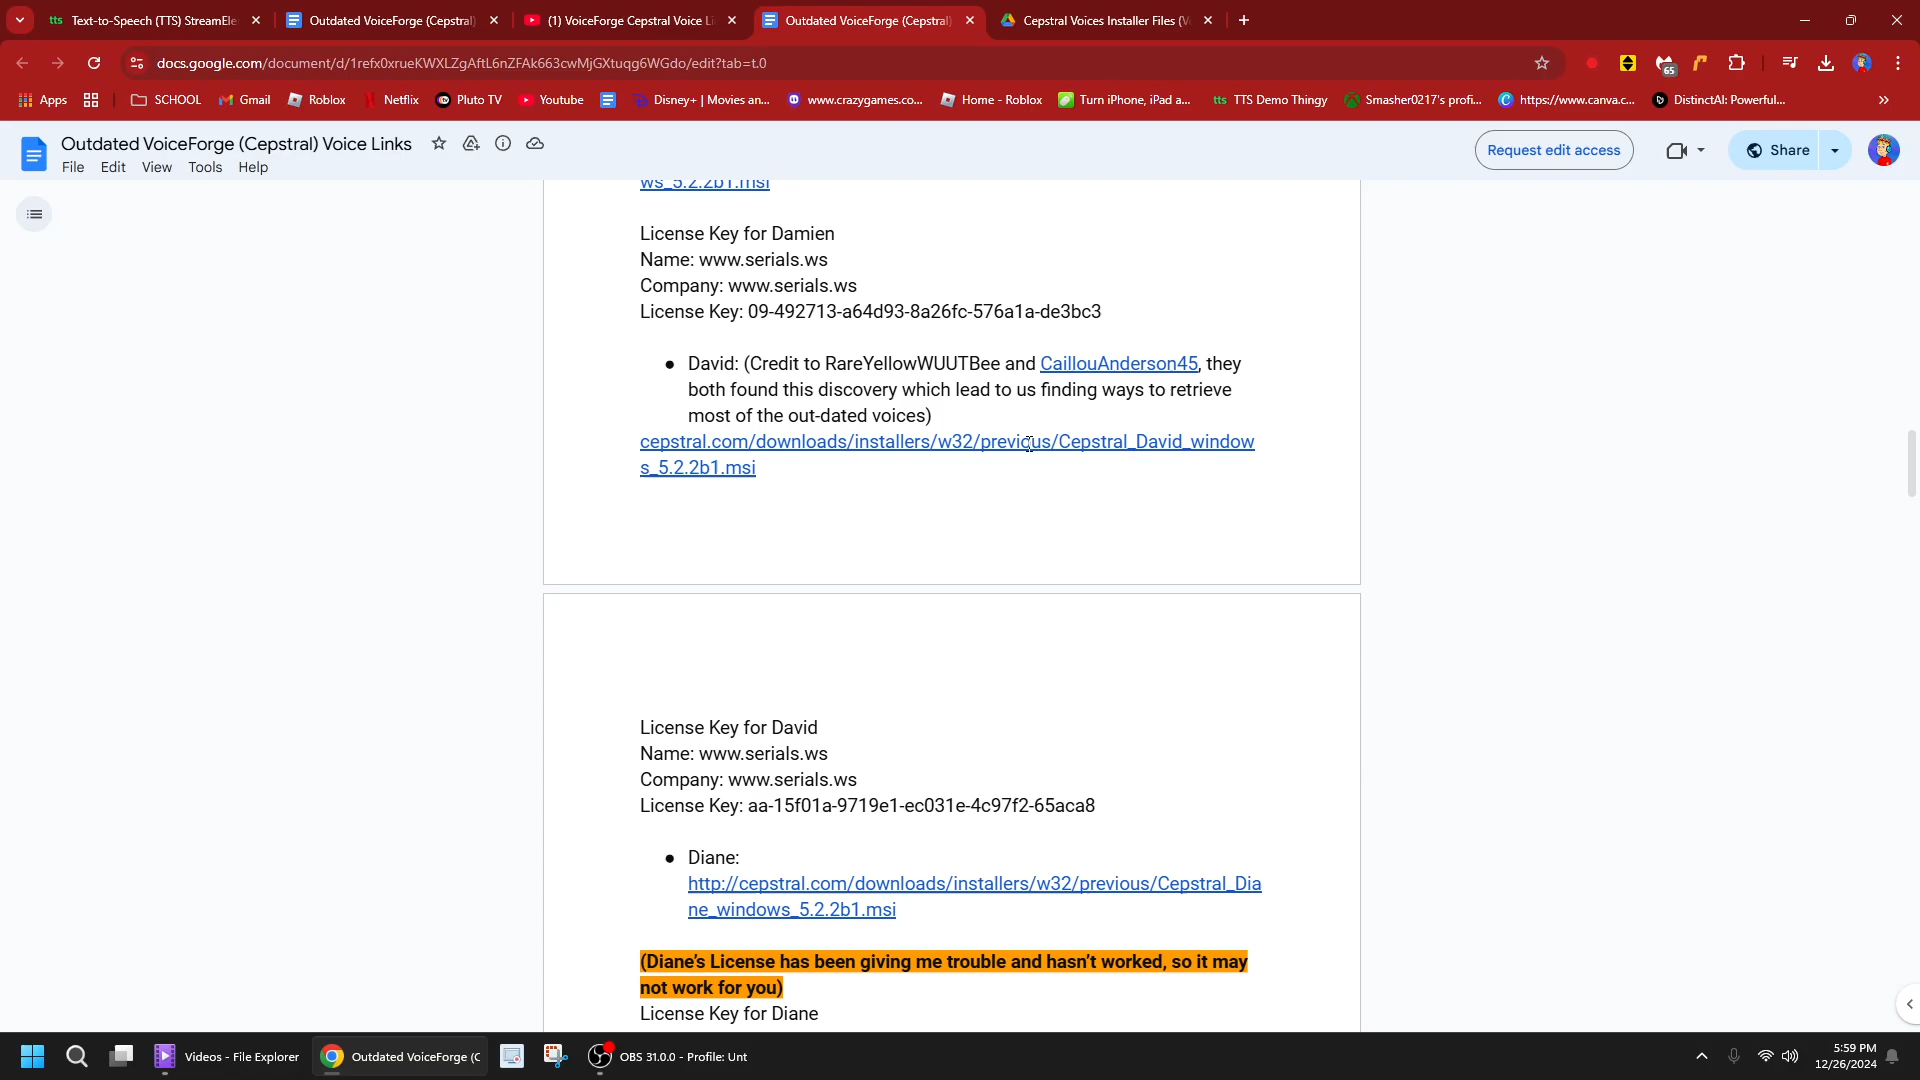 Text-to-Speech (TTS) StreamEle
Outdated VoiceForge (Cepstral)
(1) VoiceForge Cepstral Voice Li
Outdated VoiceForge (Cepstral)
Cepstral Voices Installer Files (V
docs.google.com/document/d/1refx0xrueKWXLZgAftL6nZFAk663cwMjGXtuqg6WGdo/edit?tab=t.0
65
Apps
SCHOOL
Gmail
Roblox
Netflix
Pluto TV
Youtube
Disney+ | Movies an...
www.crazygames.co...
Home - Roblox
Turn iPhone, iPad a...
tts TTS Demo Thingy
Smasher0217's profi...
https://www.canva.c...
DistinctAI: Powerful...
Outdated VoiceForge (Cepstral) Voice Links
File Edit View Tools Help
Request edit access
Share
ws_5.2.2b1.msi
License Key for Damien
Name: www.serials.ws
Company: www.serials.ws
License Key: 09-492713-a64d93-8a26fc-576a1a-de3bc3
● David: (Credit to RareYellowWUUTBee and CaillouAnderson45, they
both found this discovery which lead to us finding ways to retrieve
most of the out-dated voices)
cepstral.com/downloads/installers/w32/previous/Cepstral_David_window
s_5.2.2b1.msi
License Key for David
Name: www.serials.ws
Company: www.serials.ws
License Key: aa-15f01a-9719e1-ec031e-4c97f2-65aca8
● Diane:
http://cepstral.com/downloads/installers/w32/previous/Cepstral_Dia
ne_windows_5.2.2b1.msi
(Diane's License has been giving me trouble and hasn't worked, so it may
not work for you)
License Key for Diane
Videos - File Explorer
Outdated VoiceForge (C
OBS 31.0.0 - Profile: Unt
5:59 PM
12/26/2024